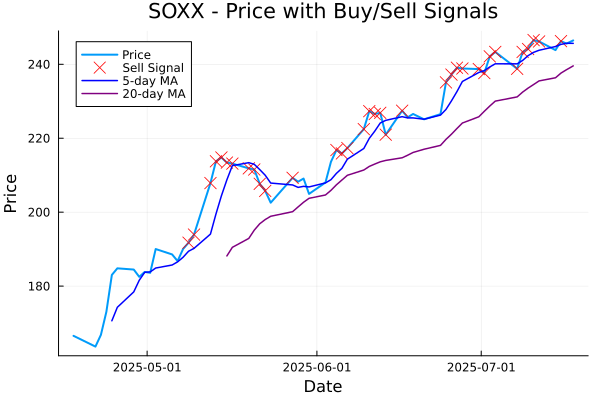 SOXX - Price with Buy/Sell Signals
Price
Sell Signal
5-day MA
20-day MA
240
220
200
180
Price
2025-05-01
2025-06-01
2025-07-01
Date